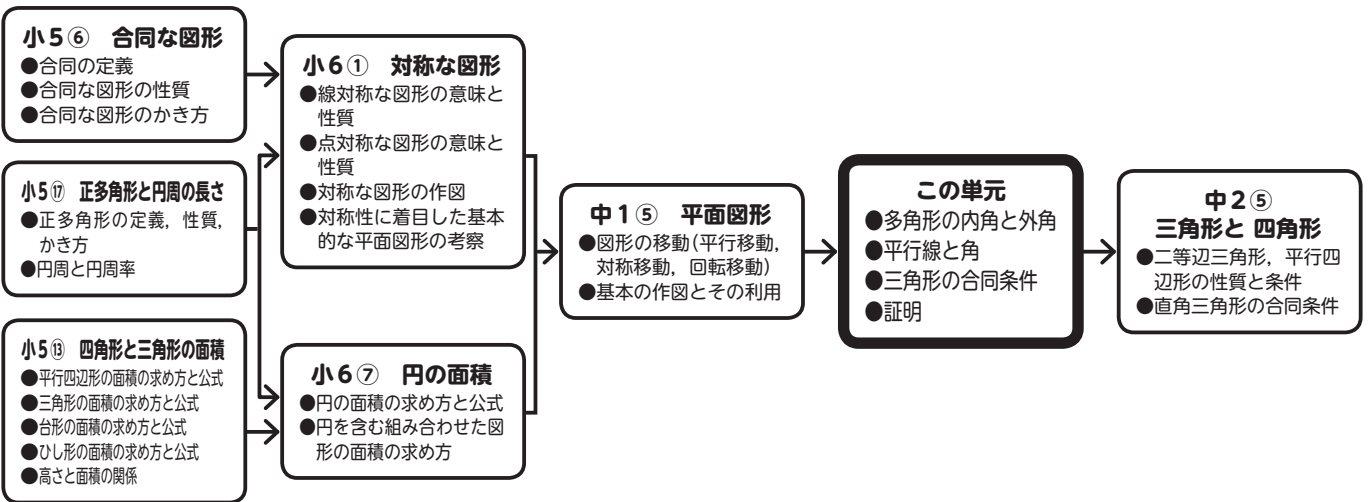 小5⑥　合同な図形
●合同の定義
●合同な図形の性質
●合同な図形のかき方
小5⑰　正多角形と円周の長さ
●正多角形の定義，性質，
かき方
●円周と円周率
小5⑬　四角形と三角形の面積
●平行四辺形の面積の求め方と公式
●三角形の面積の求め方と公式
●台形の面積の求め方と公式
●ひし形の面積の求め方と公式
●高さと面積の関係
小6①　対称な図形
●線対称な図形の意味と
性質
●点対称な図形の意味と
性質
●対称な図形の作図
●対称性に着目した基本
的な平面図形の考察
小6⑦　円の面積
●円の面積の求め方と公式
●円を含む組み合わせた図
形の面積の求め方
中1⑤　平面図形
●図形の移動(平行移動，
対称移動，回転移動)
●基本の作図とその利用
この単元
●多角形の内角と外角
●平行線と角
●三角形の合同条件
●証明
中2⑤
三角形と 四角形
●二等辺三角形，平行四
辺形の性質と条件
●直角三角形の合同条件